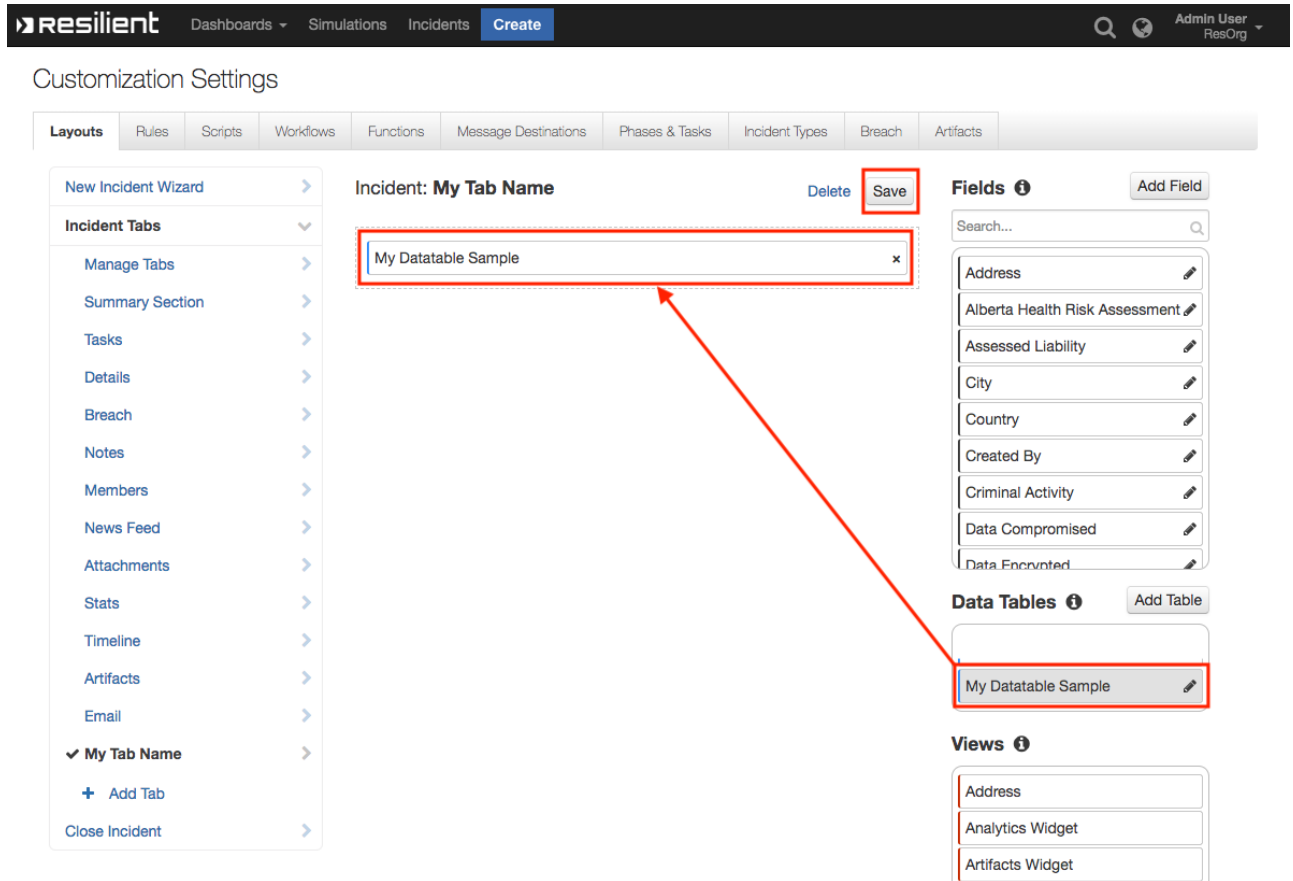 Resilient Dashboards Simulations Incidents Create Admin User
ResOrg
Customization Settings
Layouts Rules Scripts Workflows Functions Message Destinations Phases & Tasks Incident Types Breach Artifacts
New Incident Wizard
Incident Tabs
Manage Tabs
Summary Section
Tasks
Details
Breach
Notes
Members
News Feed
Attachments
Stats
Timeline
Artifacts
Email
My Tab Name
+ Add Tab
Close Incident
Incident: My Tab Name Delete Save
My Datatable Sample ×
Fields Add Field
Search...
Address
Alberta Health Risk Assessment
Assessed Liability
City
Country
Created By
Criminal Activity
Data Compromised
Data Encrypted
Data Tables Add Table
My Datatable Sample
Views
Address
Analytics Widget
Artifacts Widget